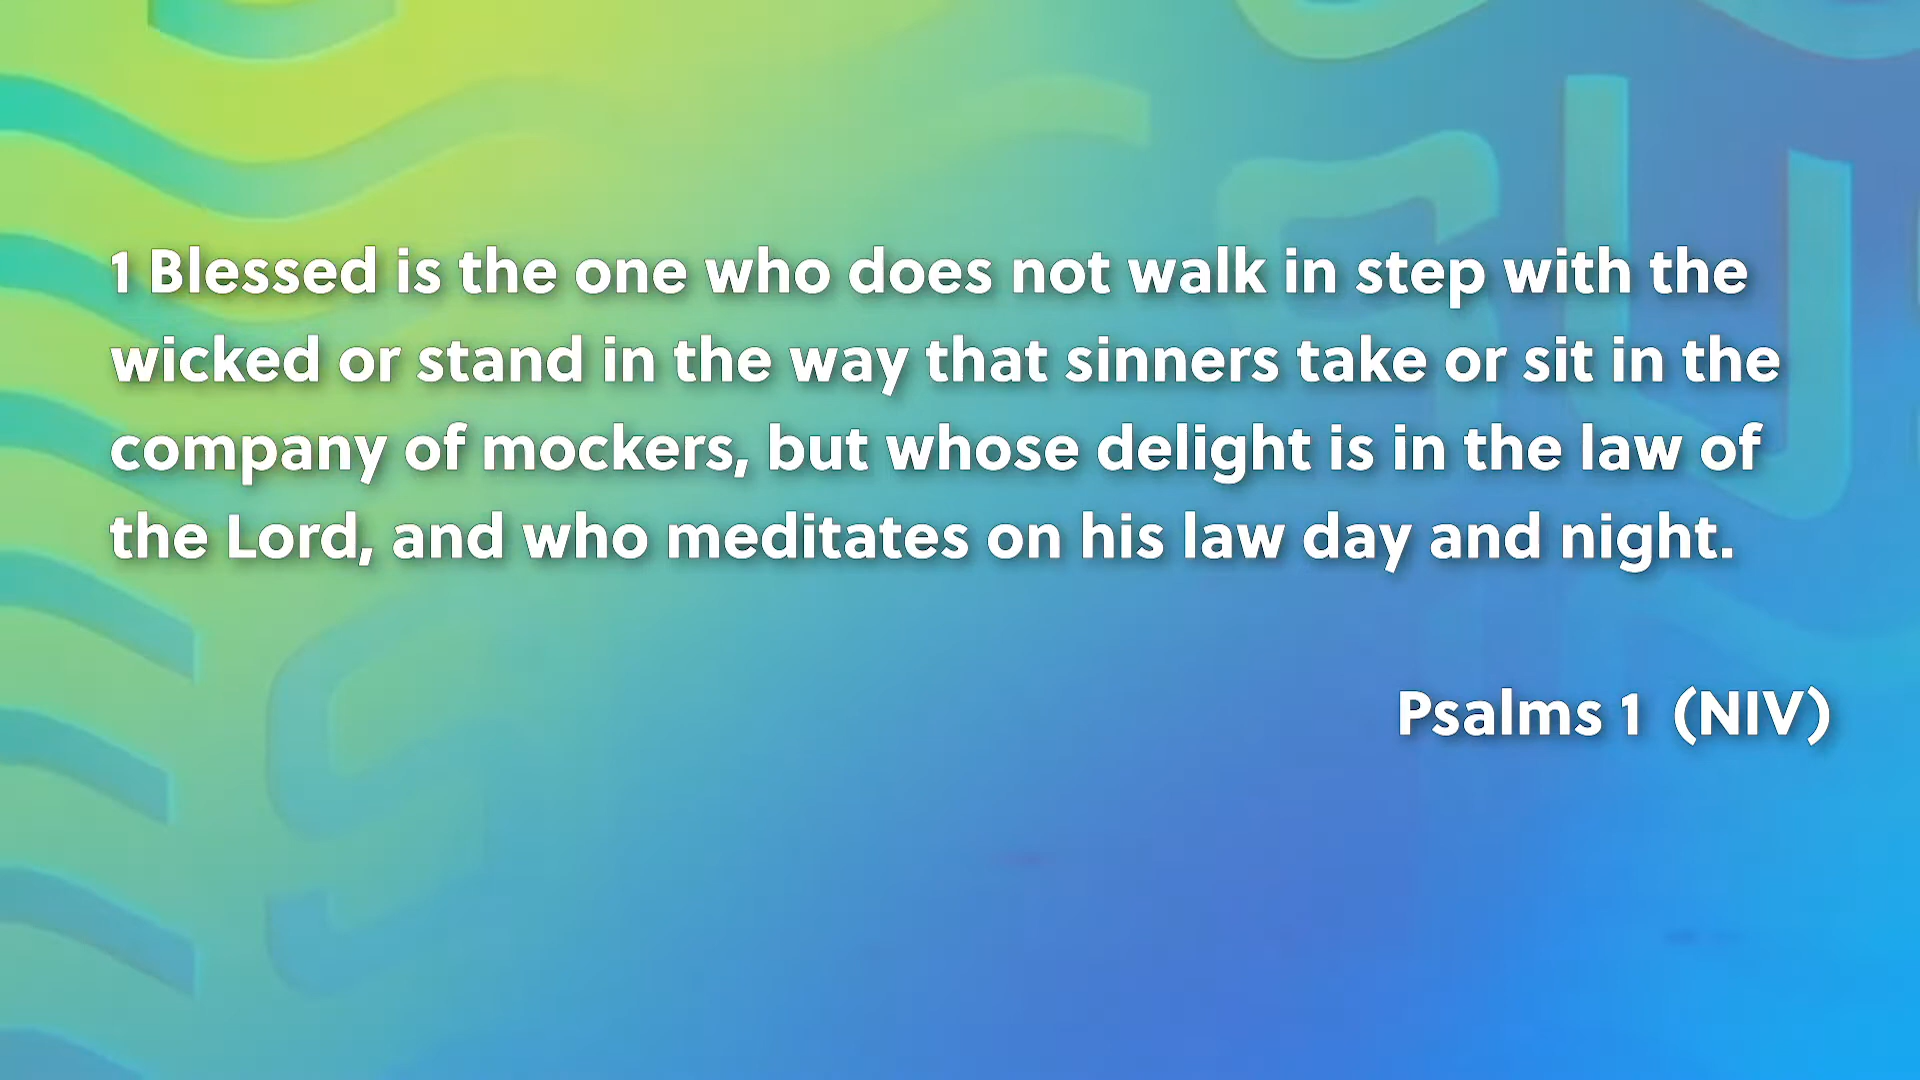 1 Blessed is the one who does not walk in step with the
wicked or stand in the way that sinners take or sit in the
company of mockers, but whose delight is in the law of
the Lord, and who meditates on his law day and night.
Psalms 1 (NIV)